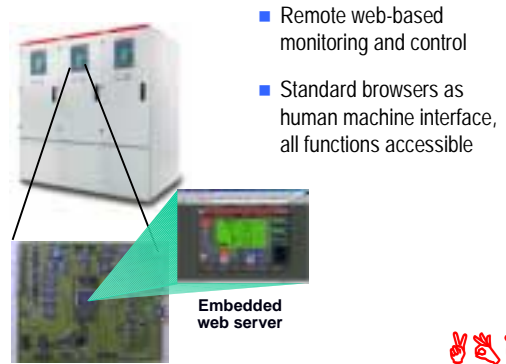 Remote web-based
monitoring and control
Standard browsers as
human machine interface,
all functions accessible
Embedded
web server